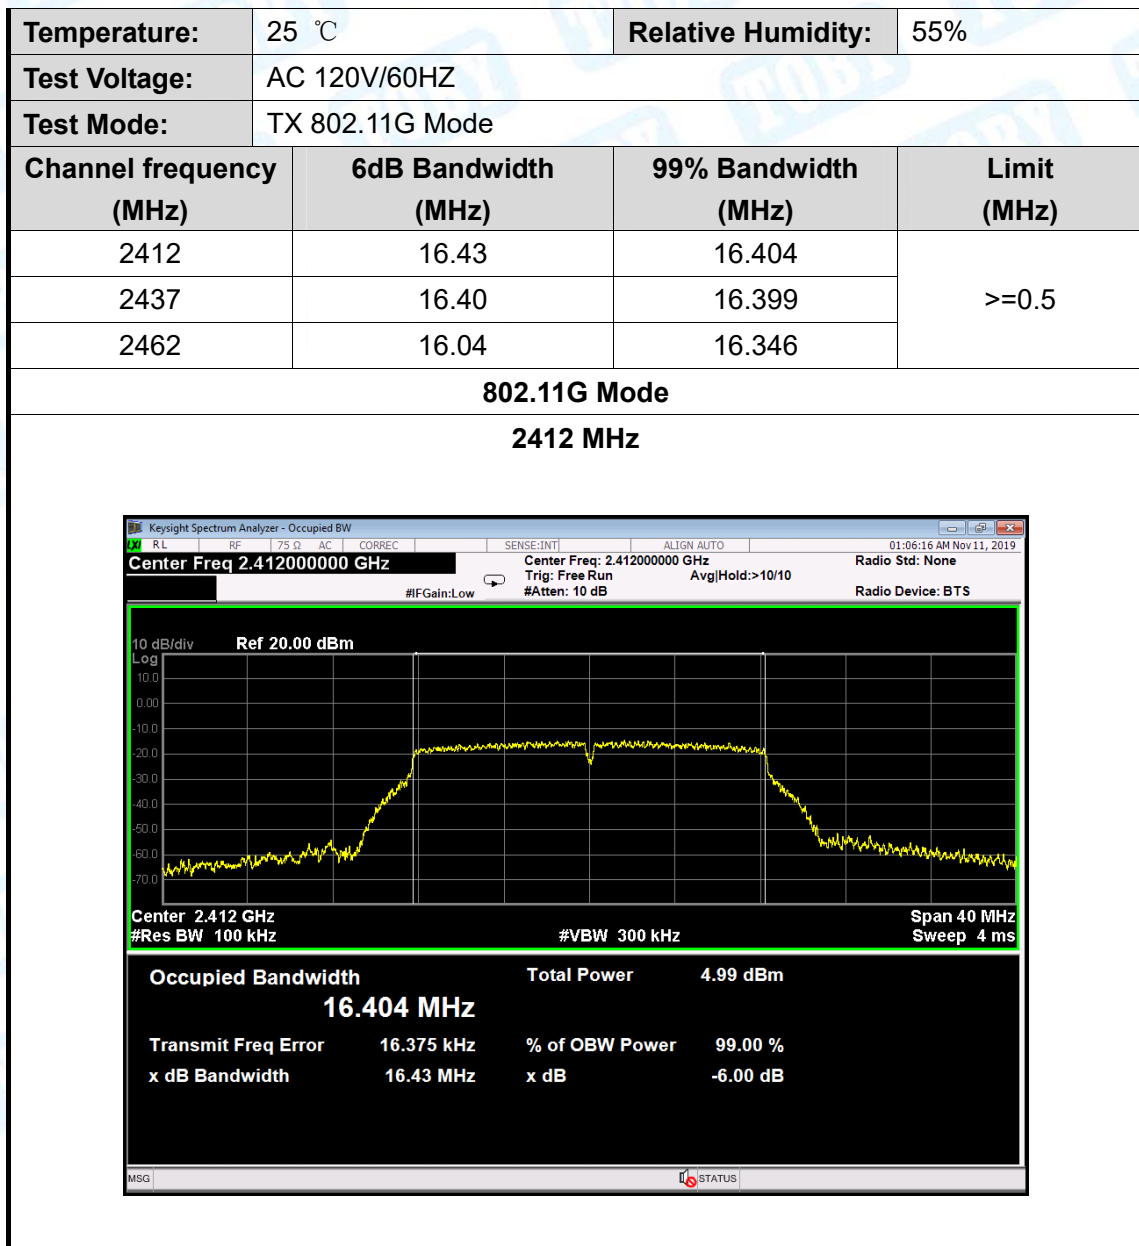 Temperature: 25 ℃ Relative Humidity: 55%
Test Voltage: AC 120V/60HZ
Test Mode: TX 802.11G Mode
Channel frequency (MHz) 6dB Bandwidth (MHz) 99% Bandwidth (MHz) Limit (MHz)
2412 16.43 16.404 >=0.5
2437 16.40 16.399
2462 16.04 16.346
802.11G Mode
2412 MHz
Keysight Spectrum Analyzer - Occupied BW
LXI RL RF 75 Ω AC CORREC SENSE:INT ALIGN AUTO 01:06:16 AM Nov 11, 2019
Center Freq 2.412000000 GHz Center Freq: 2.412000000 GHz Radio Std: None
Trig: Free Run Avg|Hold:>10/10
#IFGain:Low #Atten: 10 dB Radio Device: BTS
10 dB/div Ref 20.00 dBm
Log
10.0
0.00
-10.0
-20.0
-30.0
-40.0
-50.0
-60.0
-70.0
Center 2.412 GHz Span 40 MHz
#Res BW 100 kHz #VBW 300 kHz Sweep 4 ms
Occupied Bandwidth Total Power 4.99 dBm
16.404 MHz
Transmit Freq Error 16.375 kHz % of OBW Power 99.00 %
x dB Bandwidth 16.43 MHz x dB -6.00 dB
MSG STATUS
TOBY